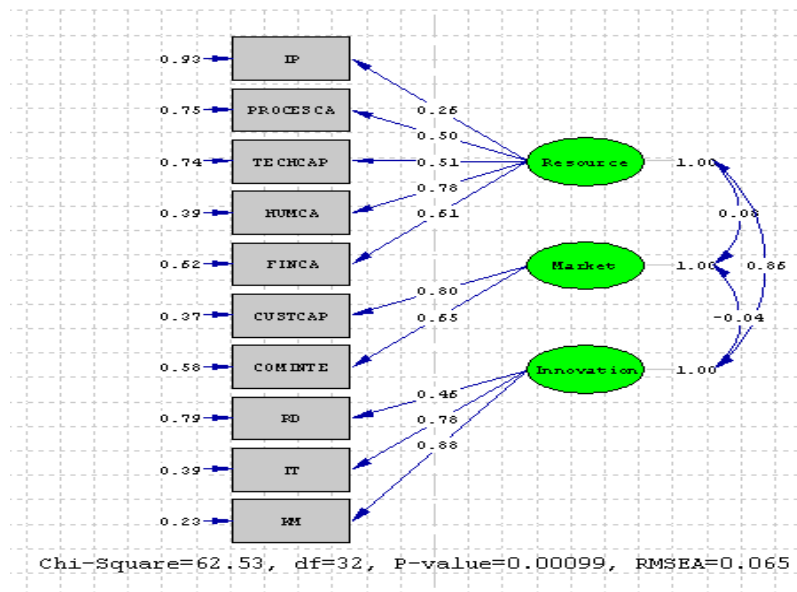 0.93 IP
0.26
0.75 PROCESCA
0.50
0.74 TECHCAP 0.51 Resource 1.00
0.78
0.39 HUMCA 0.61 0.08
0.62 FINCA Market 1.00 0.86
0.80
0.37 CUSTCAP 0.65 -0.04
0.58 COMINTE Innovation 1.00
0.46
0.79 RD 0.78
0.88
0.39 IT
0.23 RM
Chi-Square=62.53, df=32, P-value=0.00099, RMSEA=0.065